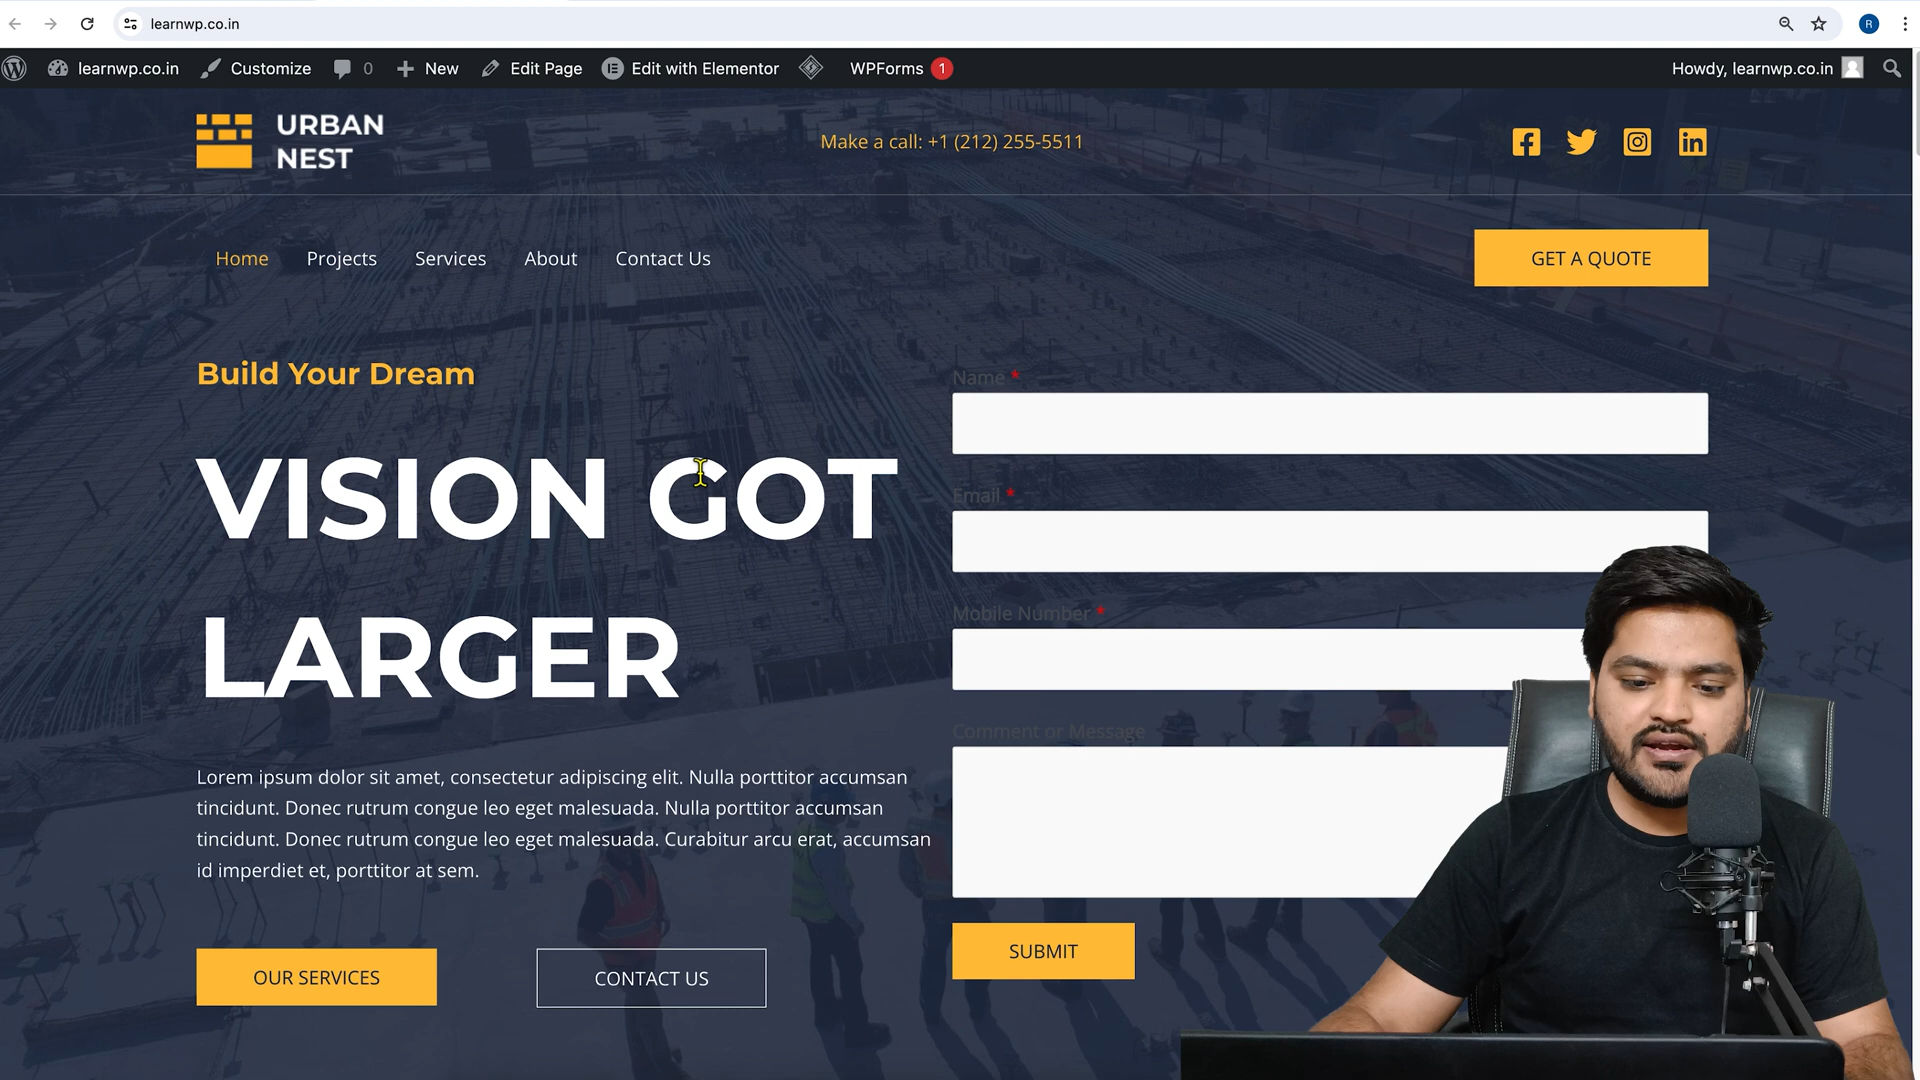 learnwp.co.in
R
learnwp.co.in Customize 0 New Edit Page Edit with Elementor WPForms 1 Howdy, learnwp.co.in
URBAN
NEST
Make a call: +1 (212) 255-5511
Home Projects Services About Contact Us GET A QUOTE
Build Your Dream
VISION GOT
LARGER
Lorem ipsum dolor sit amet, consectetur adipiscing elit. Nulla porttitor accumsan
tincidunt. Donec rutrum congue leo eget malesuada. Nulla porttitor accumsan
tincidunt. Donec rutrum congue leo eget malesuada. Curabitur arcu erat, accumsan
id imperdiet et, porttitor at sem.
OUR SERVICES CONTACT US
Name *
Email *
Mobile Number *
Comment or Message
SUBMIT